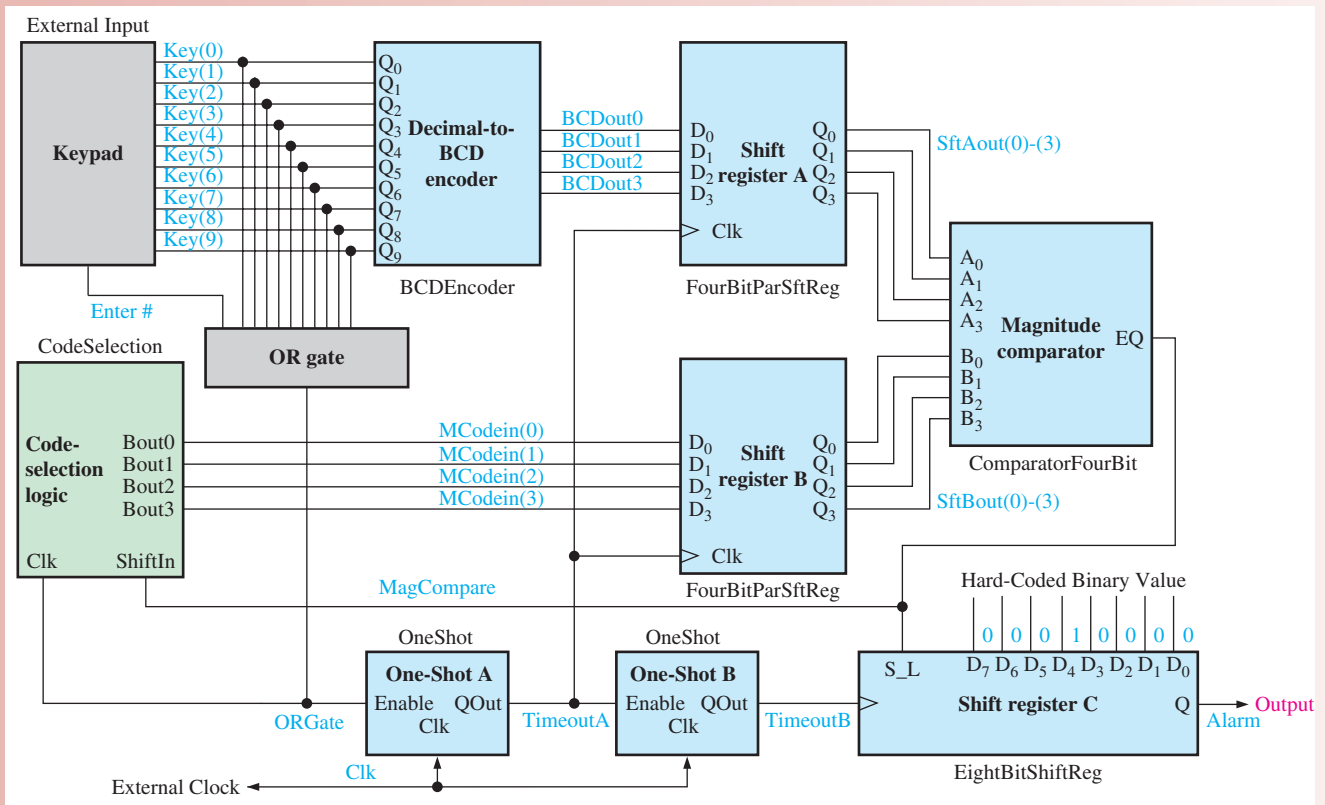 External Input
Keypad
Key(0)
Key(1)
Key(2)
Key(3)
Key(4)
Key(5)
Key(6)
Key(7)
Key(8)
Key(9)
Enter #
Q0
Q1
Q2
Q3
Q4
Q5
Q6
Q7
Q8
Q9
Decimal-to-
BCD
encoder
BCDEncoder
BCDout0
BCDout1
BCDout2
BCDout3
D0
D1
D2
D3
Clk
Shift
register A
Q0
Q1
Q2
Q3
FourBitParSftReg
SftAout(0)-(3)
A0
A1
A2
A3
B0
B1
B2
B3
Magnitude
comparator
EQ
ComparatorFourBit
OR gate
CodeSelection
Code-
selection
logic
Bout0
Bout1
Bout2
Bout3
Clk
ShiftIn
MCodein(0)
MCodein(1)
MCodein(2)
MCodein(3)
D0
D1
D2
D3
Clk
Shift
register B
Q0
Q1
Q2
Q3
FourBitParSftReg
SftBout(0)-(3)
MagCompare
Hard-Coded Binary Value
0 0 0 1 0 0 0 0
S_L D7 D6 D5 D4 D3 D2 D1 D0
Shift register C
Q
EightBitShiftReg
Alarm
Output
OneShot
One-Shot A
Enable QOut
Clk
OneShot
One-Shot B
Enable QOut
Clk
ORGate
TimeoutA
TimeoutB
Clk
External Clock